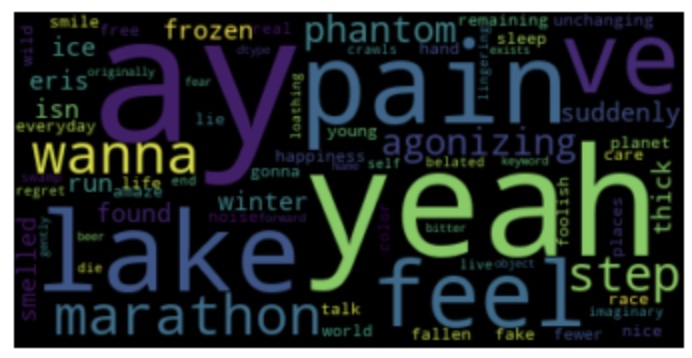 smile free real frozen phantom remaining unchanging
wild ice ay crawls hand sleep ve
dtype exists lingering
eris originally fear pain suddenly
isn lie loathing
everyday young agonizing planet
wanna happiness self belated keyword care
swamp run life end gonna name yeah thick
regret amaze winter
found noise forward color foolish places
smelled gently lake beer bitter
die feel live object step
marathon talk race imaginary
world fallen fake fewer nice